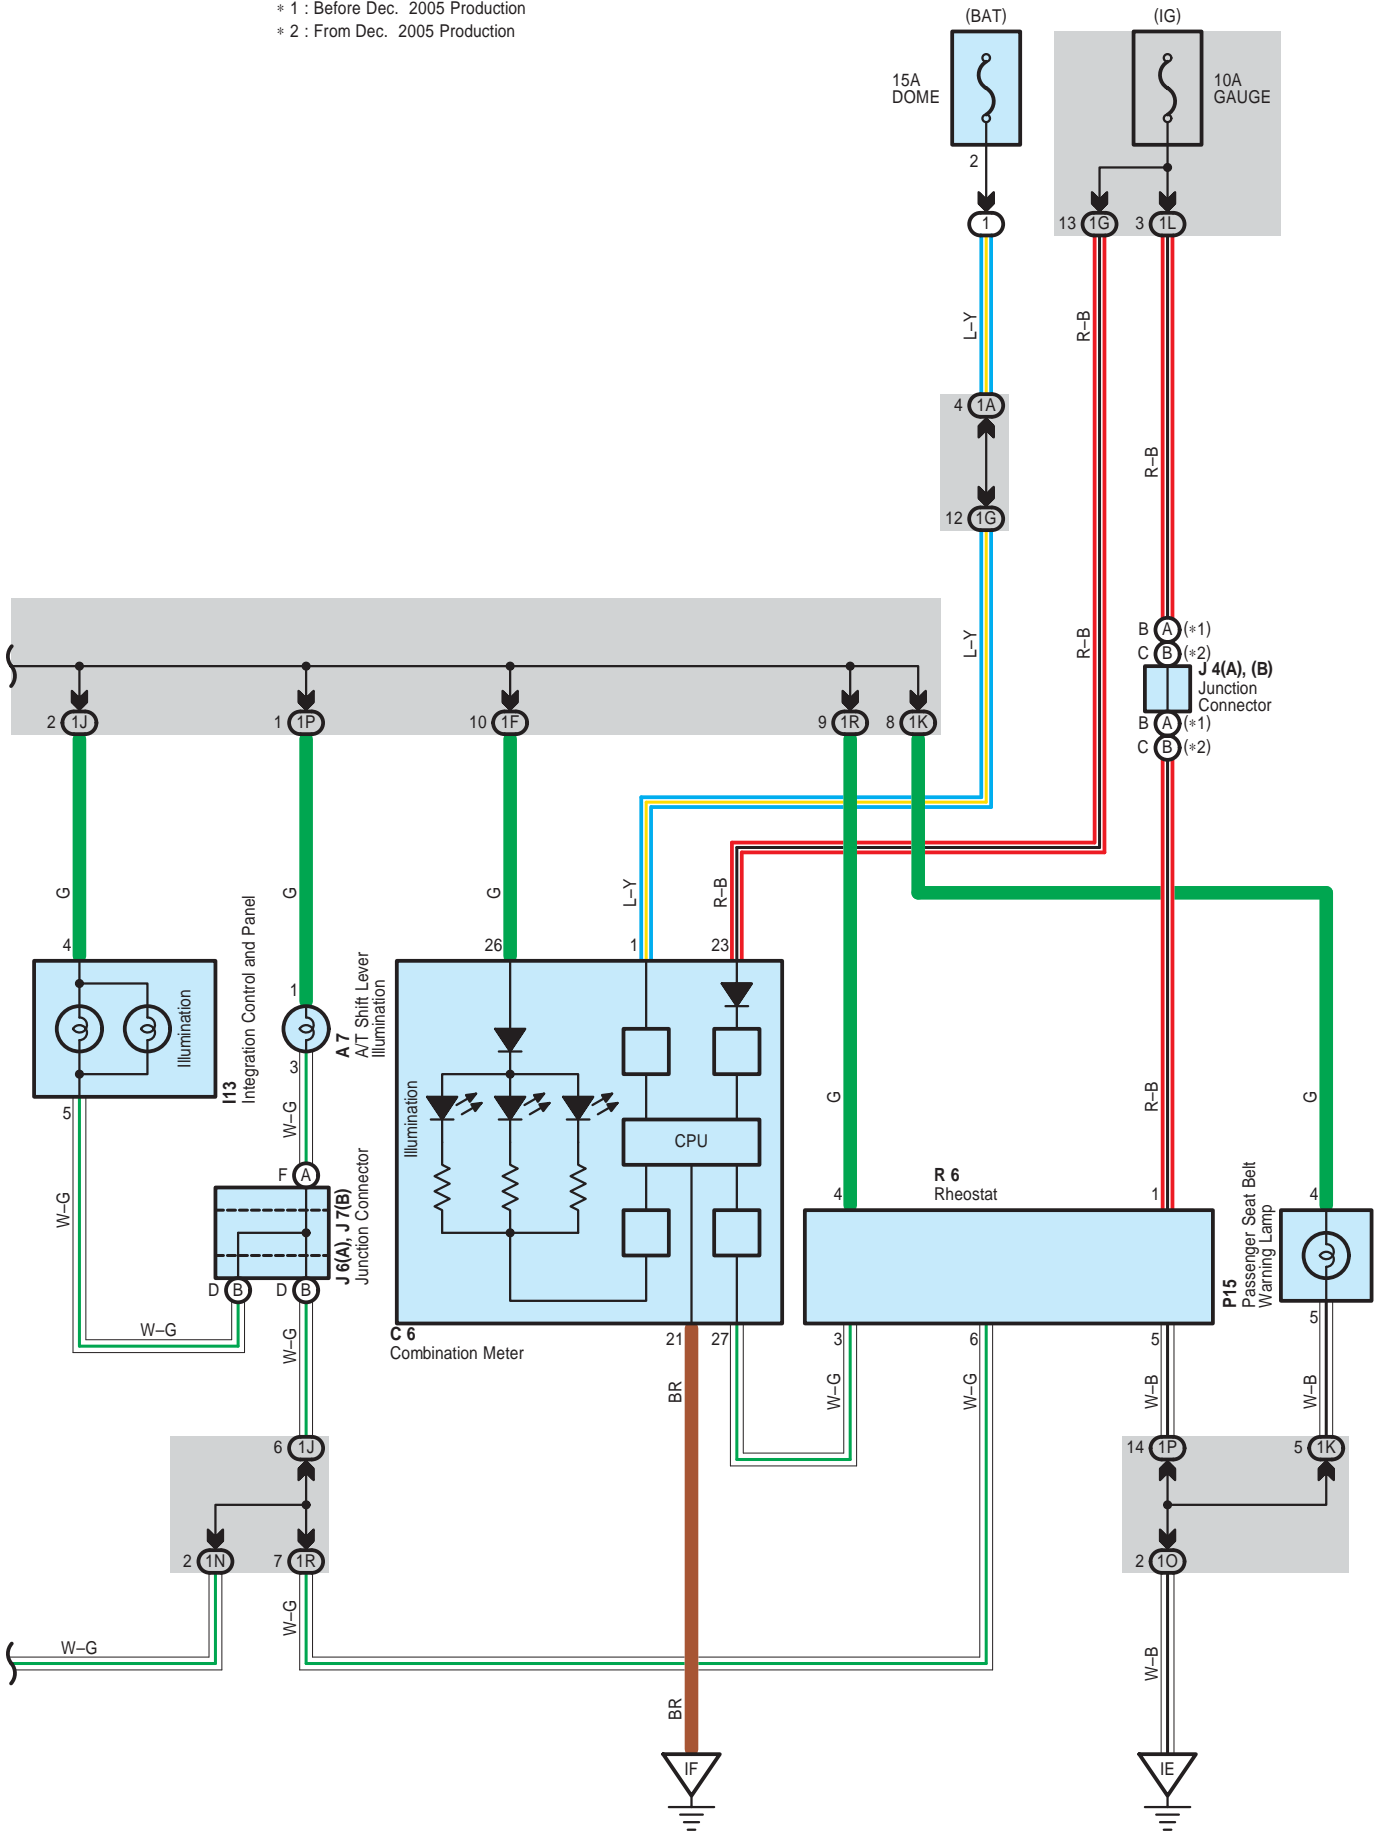 * 1 : Before Dec. 2005 Production
* 2 : From Dec. 2005 Production
(BAT)
(IG)
15A
DOME
10A
GAUGE
2
1
13 1G
3 1L
L–Y
R–B
4 1A
R–B
12 1G
L–Y
R–B
B A (*1)
C B (*2)
J 4(A), (B)
Junction
Connector
B A (*1)
C B (*2)
2 1J
1 1P
10 1F
9 1R
8 1K
G
G
G
L–Y
R–B
4
26
1
23
1
Illumination
I13
Integration Control and Panel
A 7
A/T Shift Lever
Illumination
3
5
W–G
Illumination
CPU
G
R–B
G
F A
W–G
J 6(A), J 7(B)
Junction Connector
D B
D B
W–G
W–G
R 6
Rheostat
4
1
4
P15
Passenger Seat Belt
Warning Lamp
5
C 6
Combination Meter
21
27
3
6
5
BR
W–G
W–G
W–B
W–B
6 1J
14 1P
5 1K
2 1N
7 1R
2 1O
W–G
W–G
W–B
BR
IF
IE